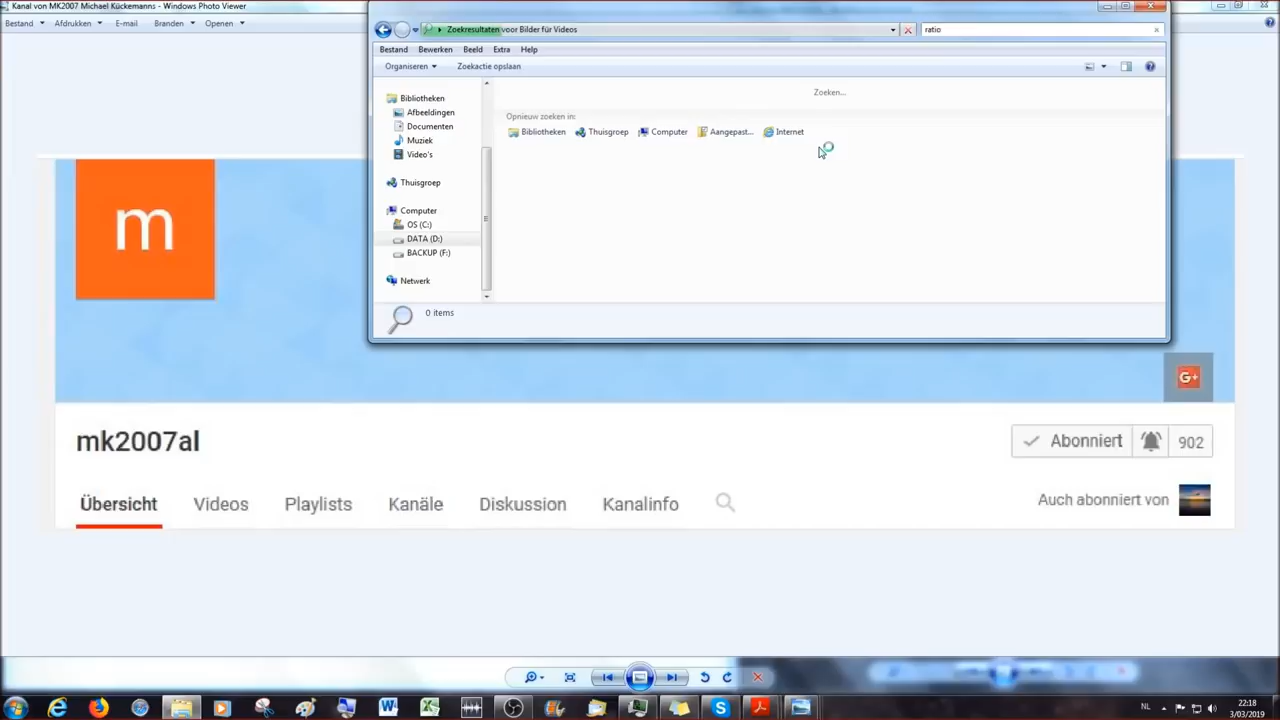 Kanal von MK2007 Michael Kückemanns - Windows Photo Viewer
Bestand Afdrukken E-mail Branden Openen
Zoekresultaten voor Bilder für Videos
ratio
Bestand Bewerken Beeld Extra Help
Organiseren Zoekactie opslaan
Zoeken...
Opnieuw zoeken in:
Bibliotheken Thuisgroep Computer Aangepast... Internet
Bibliotheken
Afbeeldingen
Documenten
Muziek
Video's
Thuisgroep
Computer
OS (C:)
DATA (D:)
BACKUP (F:)
Netwerk
0 items
m
G+
mk2007al
Abonniert 902
Übersicht Videos Playlists Kanäle Diskussion Kanalinfo
Auch abonniert von
NL
22:18
3/03/2019